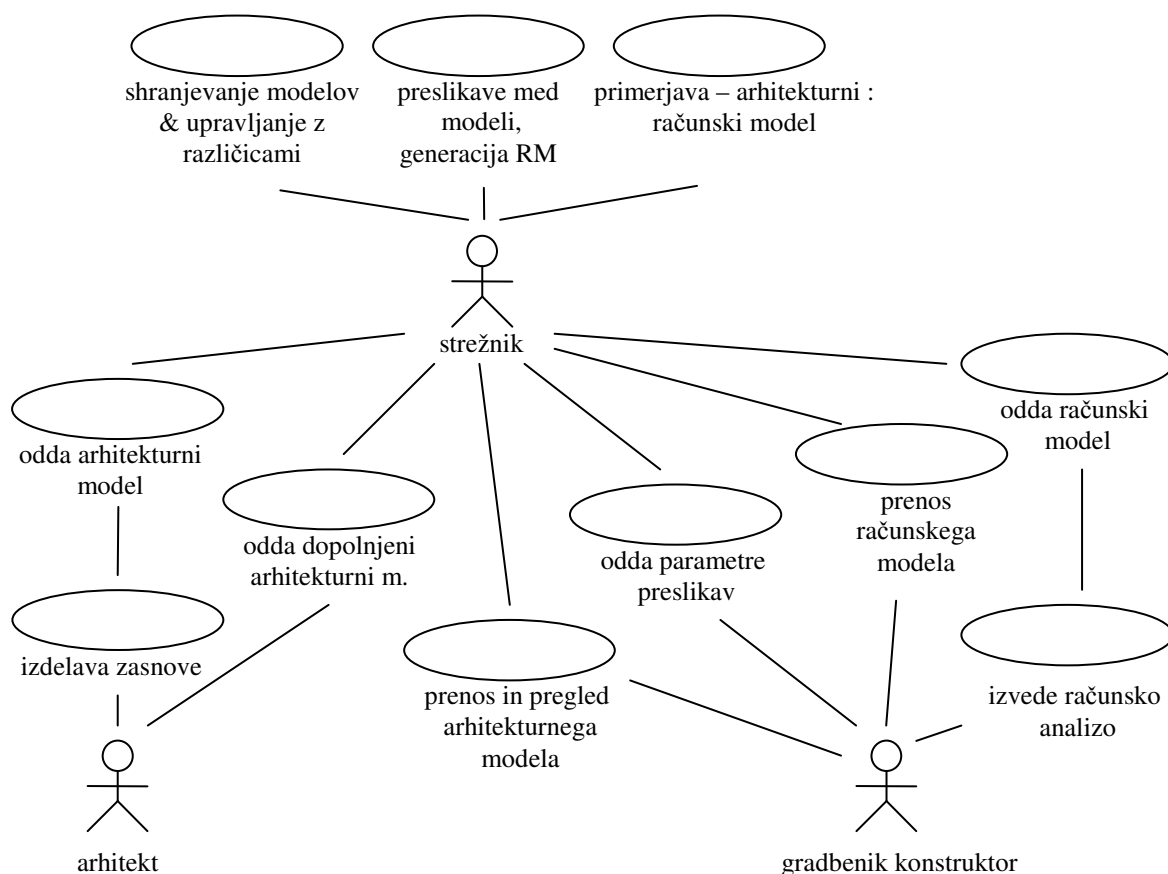 shranjevanje modelov
& upravljanje z
različicami
preslikave med
modeli,
generacija RM
primerjava – arhitekturni :
računski model
strežnik
odda arhitekturni
model
odda dopolnjeni
arhitekturni m.
odda parametre
preslikav
prenos
računskega
modela
odda računski
model
izdelava zasnove
prenos in pregled
arhitekturnega
modela
izvede računsko
analizo
arhitekt
gradbenik konstruktor